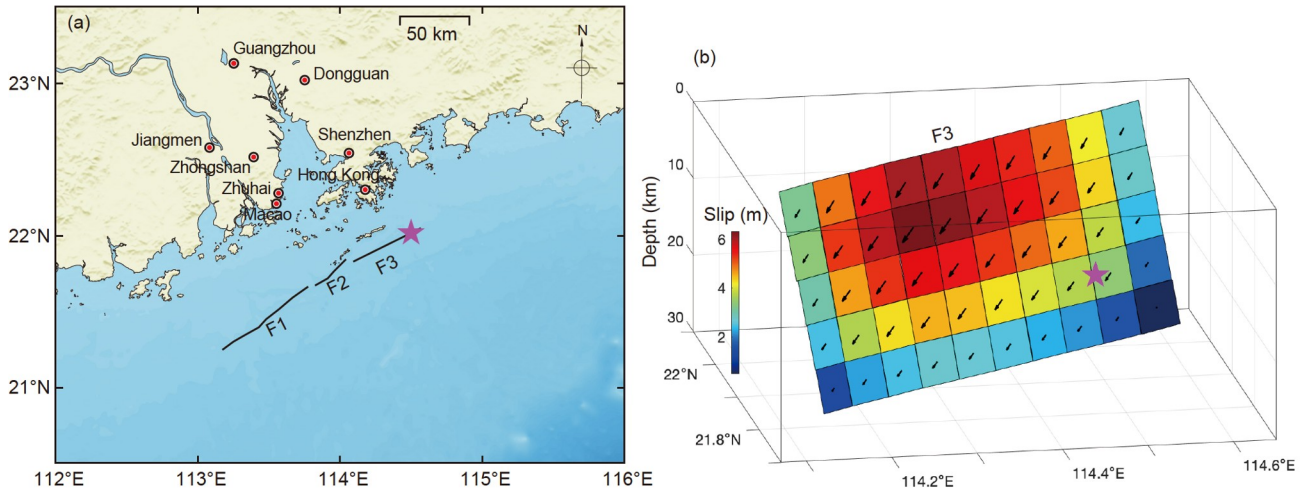 (a)
50 km
N
Guangzhou
Dongguan
Jiangmen
Shenzhen
Zhongshan
Zhuhai
Hong Kong
Macao
F3
F2
F1
23°N
22°N
21°N
112°E
113°E
114°E
115°E
116°E
(b)
0
10
20
30
Depth (km)
F3
Slip (m)
6
4
2
22°N
21.8°N
114.2°E
114.4°E
114.6°E